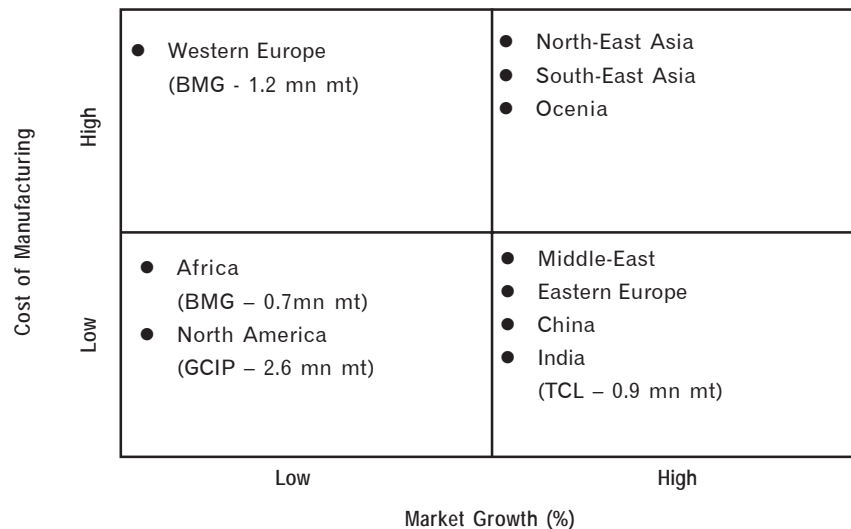 Cost of Manufacturing
High
Western Europe
(BMG - 1.2 mn mt)
North-East Asia
South-East Asia
Ocenia
Low
Africa
(BMG – 0.7mn mt)
North America
(GCIP – 2.6 mn mt)
Middle-East
Eastern Europe
China
India
(TCL – 0.9 mn mt)
Low
High
Market Growth (%)